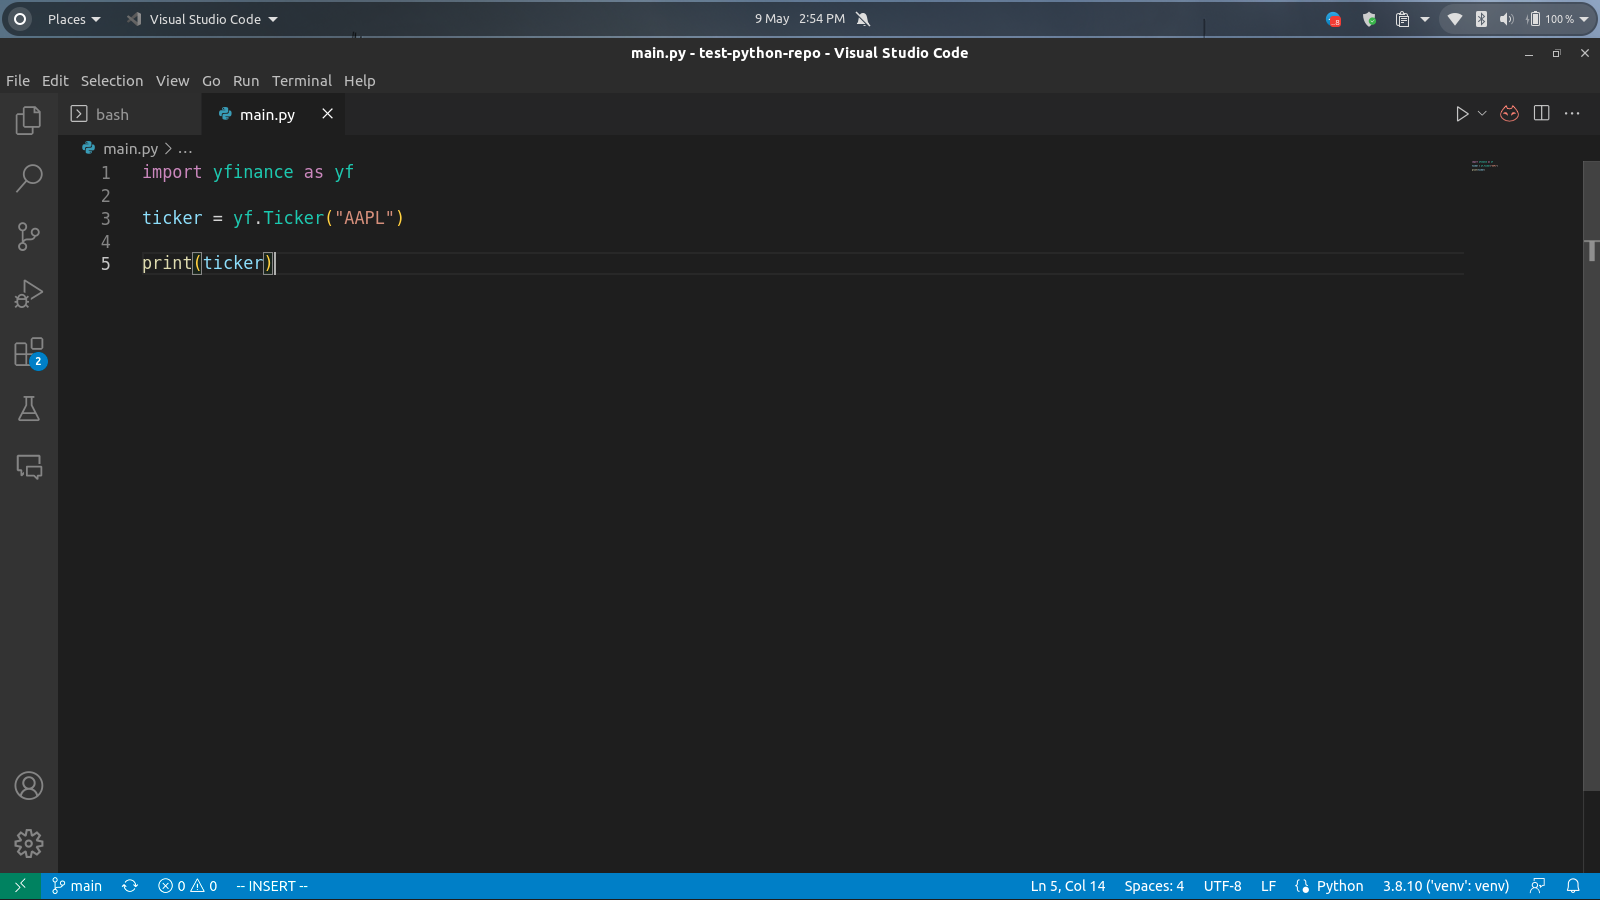 Places
Visual Studio Code
9 May 2:54 PM
100 %
main.py - test-python-repo - Visual Studio Code
File Edit Selection View Go Run Terminal Help
bash
main.py
main.py > ...
1 import yfinance as yf
2
3 ticker = yf.Ticker("AAPL")
4
5 print(ticker)
2
main
0 0
-- INSERT --
Ln 5, Col 14
Spaces: 4
UTF-8
LF
Python
3.8.10 ('venv': venv)